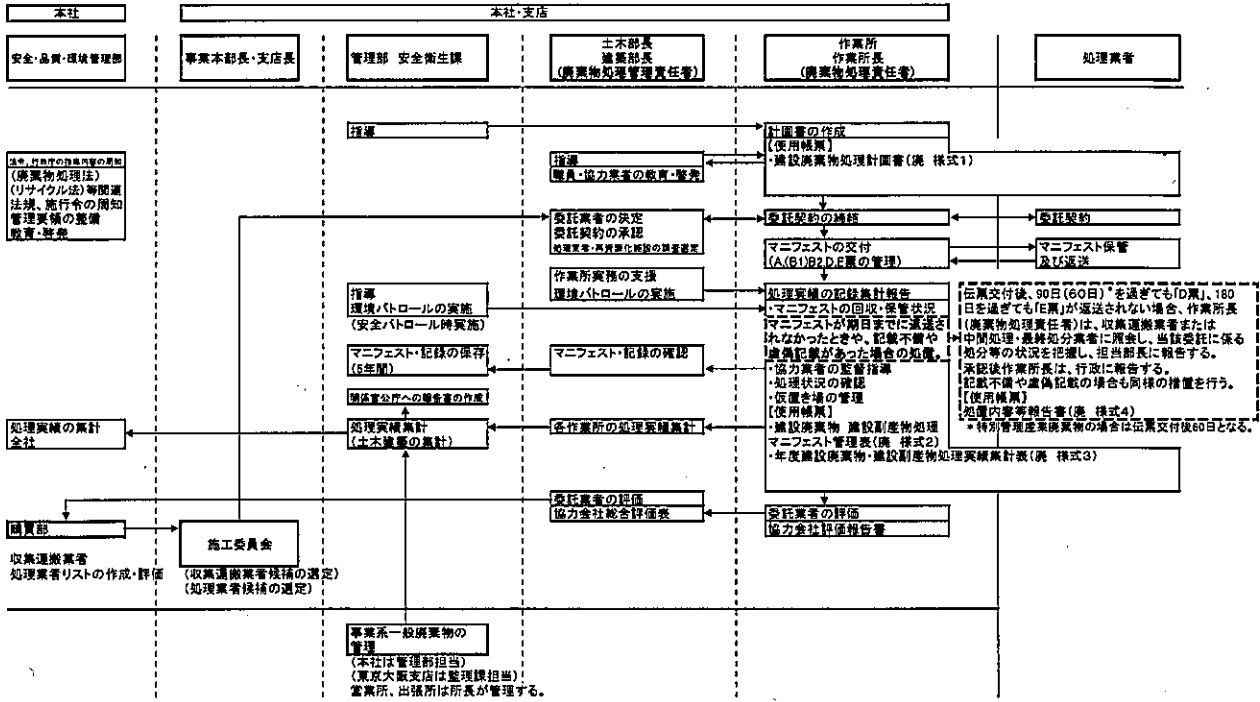 本社
本社・支店
安全・品質・環境管理部
事業本部長・支店長
管理部 安全衛生課
土木部長
建築部長
(廃棄物処理管理責任者)
作業所
作業所長
(廃棄物処理責任者)
処理業者
指導
計画書の作成
【使用帳票】
・建設廃棄物処理計画書(廃 様式1)
指導
職員・協力業者の教育・啓発
法令、行政庁の指導内容の周知
(廃棄物処理法)
(リサイクル法)等関連
法規、施行令の周知
管理要領の整備
教育・啓発
委託業者の決定
委託契約の承認
処理業者・再資源化施設の調査選定
委託契約の締結
委託契約
マニフェストの交付
(A,(B1)B2,D,E票の管理)
マニフェスト保管
及び返送
作業所実務の支援
環境パトロールの実施
指導
環境パトロールの実施
(安全パトロール時実施)
処理実績の記録集計報告
・マニフェストの回収・保管状況
マニフェストが期日までに返送さ
れなかったときや、記載不備や
虚偽記載があった場合の処置。
伝票交付後、90日(60日)*を過ぎても「D票」、180
日を過ぎても「E票」が返送されない場合、作業所長
(廃棄物処理責任者)は、収集運搬業者または
中間処理・最終処分業者に照会し、当該委託に係る
処分等の状況を把握し、担当部長に報告する。
承認後作業所長は、行政に報告する。
記載不備や虚偽記載の場合も同様の措置を行う。
【使用帳票】
処置内容等報告書(廃 様式4)
*特別管理産業廃棄物の場合は伝票交付後60日となる。
マニフェスト・記録の保存
(5年間)
マニフェスト・記録の確認
・協力業者の監督指導
・処理状況の確認
・仮置き場の管理
【使用帳票】
・建設廃棄物 建設副産物処理
マニフェスト管理表(廃 様式2)
・年度建設廃棄物・建設副産物処理実績集計表(廃 様式3)
関係官公庁への報告書の作成
処理実績の集計
全社
処理実績集計
(土木建築の集計)
各作業所の処理実績集計
委託業者の評価
協力会社総合評価表
委託業者の評価
協力会社評価報告書
購買部
収集運搬業者
処理業者リストの作成・評価
施工委員会
(収集運搬業者候補の選定)
(処理業者候補の選定)
事業系一般廃棄物の
管理
(本社は管理部担当)
(東京大阪支店は監理課担当)
営業所、出張所は所長が管理する。